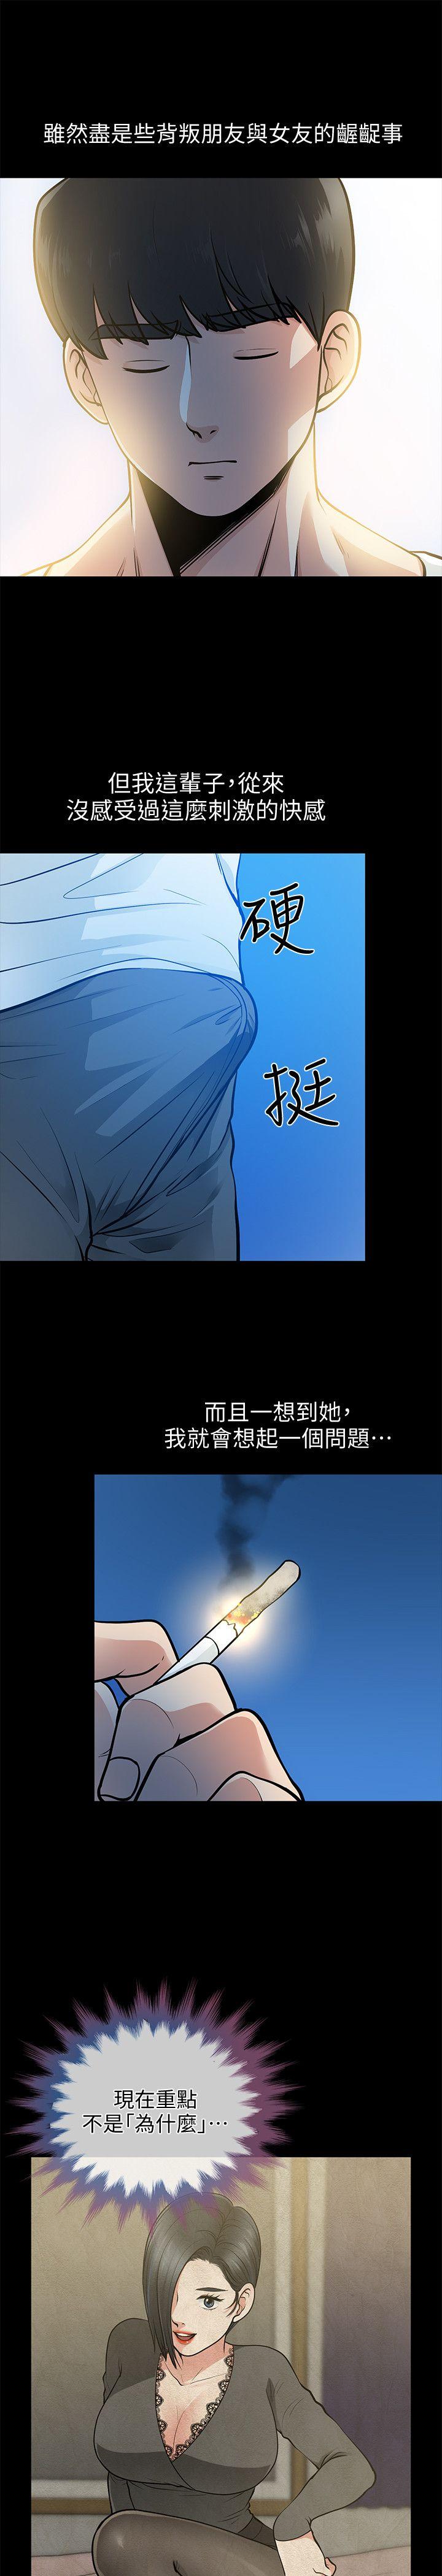 雖然盡是些背叛朋友與女友的齷齪事
但我這輩子，從來
沒感受過這麼刺激的快感
硬
挺
而且一想到她，
我就會想起一個問題…
現在重點
不是「為什麼」…